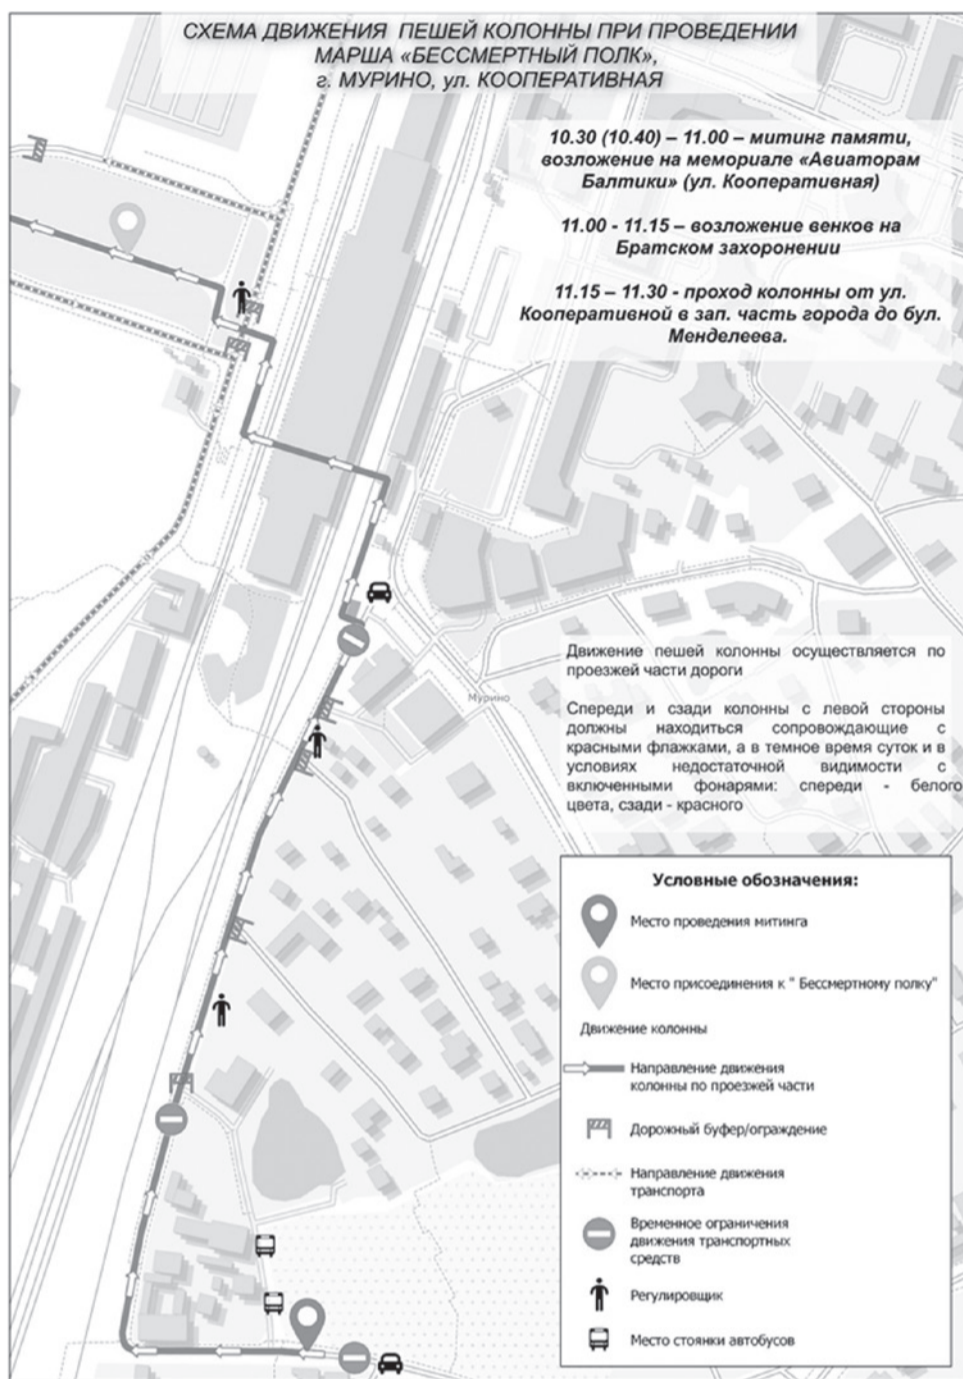 СХЕМА ДВИЖЕНИЯ ПЕШЕЙ КОЛОННЫ ПРИ ПРОВЕДЕНИИ
МАРША «БЕССМЕРТНЫЙ ПОЛК»,
г. МУРИНО, ул. КООПЕРАТИВНАЯ
10.30 (10.40) – 11.00 – митинг памяти,
возложение на мемориале «Авиаторам
Балтики» (ул. Кооперативная)
11.00 - 11.15 – возложение венков на
Братском захоронении
11.15 – 11.30 - проход колонны от ул.
Кооперативной в зап. часть города до бул.
Менделеева.
Движение пешей колонны осуществляется по
проезжей части дороги
Мурино
Спереди и сзади колонны с левой стороны
должны находиться сопровождающие с
красными флажками, а в темное время суток и в
условиях недостаточной видимости с
включенными фонарями: спереди - белого
цвета, сзади - красного
Условные обозначения:
Место проведения митинга
Место присоединения к " Бессмертному полку"
Движение колонны
Направление движения
колонны по проезжей части
Дорожный буфер/ограждение
Направление движения
транспорта
Временное ограничения
движения транспортных
средств
Регулировщик
Место стоянки автобусов